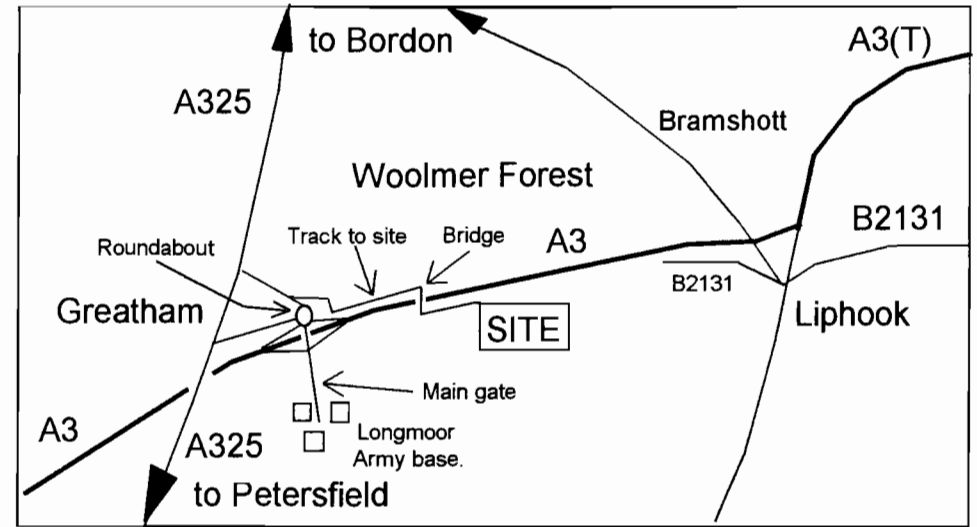 to Bordon
A3(T)
A325
Bramshott
Woolmer Forest
B2131
Roundabout
Track to site
Bridge
A3
B2131
Greatham
SITE
Liphook
Main gate
A3
A325
Longmoor
Army base.
to Petersfield